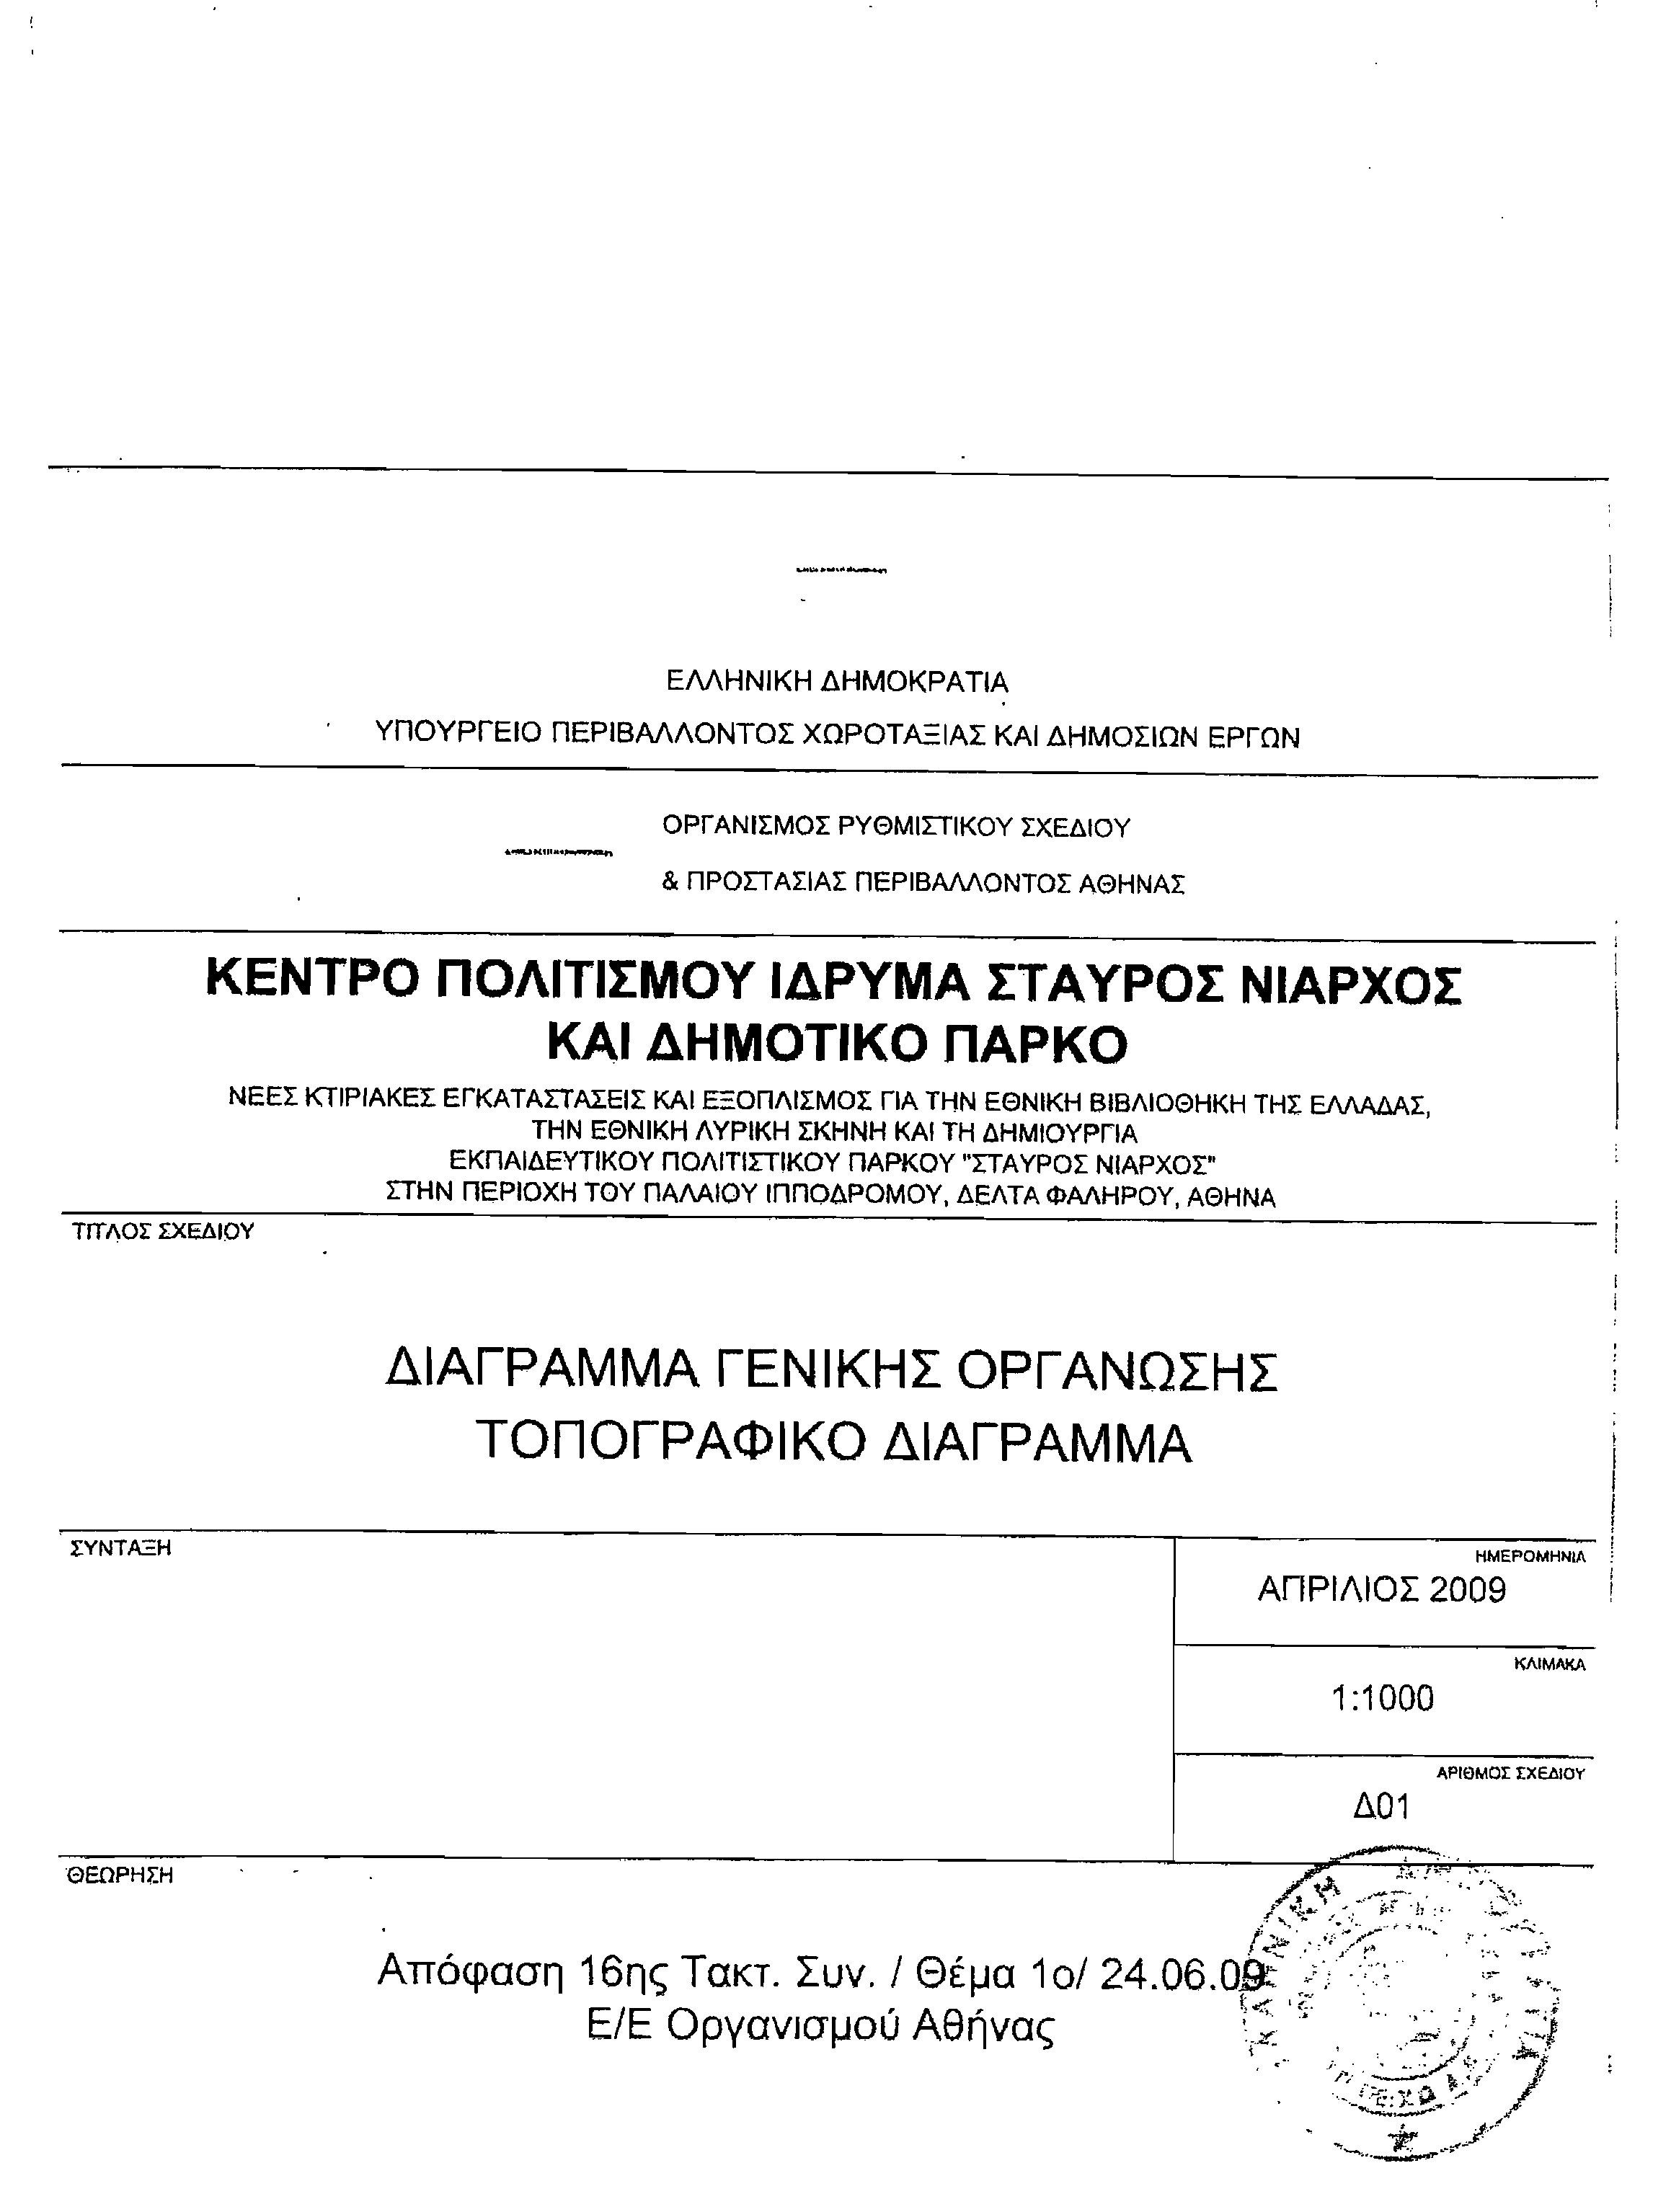 ΕΛΛΗΝΙΚΗ ΔΗΜΟΚΡΑΤΙΑ
ΥΠΟΥΡΓΕΙΟ ΠΕΡΙΒΑΛΛΟΝΤΟΣ ΧΩΡΟΤΑΞΙΑΣ ΚΑΙ ΔΗΜΟΣΙΩΝ ΕΡΓΩΝ
ΟΡΓΑΝΙΣΜΟΣ ΡΥΘΜΙΣΤΙΚΟΥ ΣΧΕΔΙΟΥ
& ΠΡΟΣΤΑΣΙΑΣ ΠΕΡΙΒΑΛΛΟΝΤΟΣ ΑΘΗΝΑΣ
ΚΕΝΤΡΟ ΠΟΛΙΤΙΣΜΟΥ ΙΔΡΥΜΑ ΣΤΑΥΡΟΣ ΝΙΑΡΧΟΣ
ΚΑΙ ΔΗΜΟΤΙΚΟ ΠΑΡΚΟ
ΝΕΕΣ ΚΤΙΡΙΑΚΕΣ ΕΓΚΑΤΑΣΤΑΣΕΙΣ ΚΑΙ ΕΞΟΠΛΙΣΜΟΣ ΓΙΑ ΤΗΝ ΕΘΝΙΚΗ ΒΙΒΛΙΟΘΗΚΗ ΤΗΣ ΕΛΛΑΔΑΣ,
ΤΗΝ ΕΘΝΙΚΗ ΛΥΡΙΚΗ ΣΚΗΝΗ ΚΑΙ ΤΗ ΔΗΜΙΟΥΡΓΙΑ
ΕΚΠΑΙΔΕΥΤΙΚΟΥ ΠΟΛΙΤΙΣΤΙΚΟΥ ΠΑΡΚΟΥ "ΣΤΑΥΡΟΣ ΝΙΑΡΧΟΣ"
ΣΤΗΝ ΠΕΡΙΟΧΗ ΤΟΥ ΠΑΛΑΙΟΥ ΙΠΠΟΔΡΟΜΟΥ, ΔΕΛΤΑ ΦΑΛΗΡΟΥ, ΑΘΗΝΑ
ΤΙΤΛΟΣ ΣΧΕΔΙΟΥ
ΔΙΑΓΡΑΜΜΑ ΓΕΝΙΚΗΣ ΟΡΓΑΝΩΣΗΣ
ΤΟΠΟΓΡΑΦΙΚΟ ΔΙΑΓΡΑΜΜΑ
ΣΥΝΤΑΞΗ
ΗΜΕΡΟΜΗΝΙΑ
ΑΠΡΙΛΙΟΣ 2009
ΚΛΙΜΑΚΑ
1:1000
ΑΡΙΘΜΟΣ ΣΧΕΔΙΟΥ
Δ01
ΘΕΩΡΗΣΗ
Απόφαση 16ης Τακτ. Συν. / Θέμα 1ο/ 24.06.09
Ε/Ε Οργανισμού Αθήνας